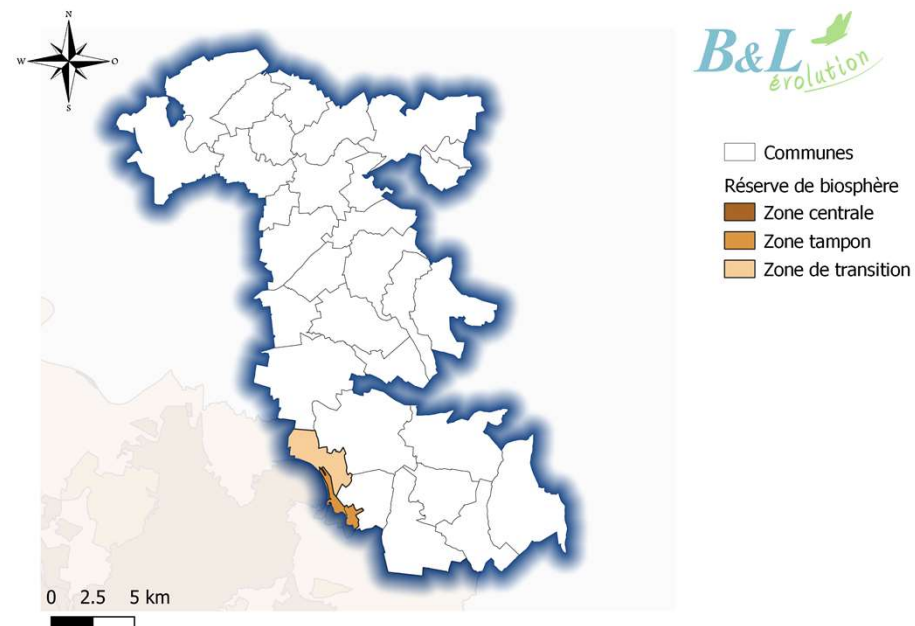 N
W O
S
B&L
évolution
Communes
Réserve de biosphère
Zone centrale
Zone tampon
Zone de transition
0 2.5 5 km